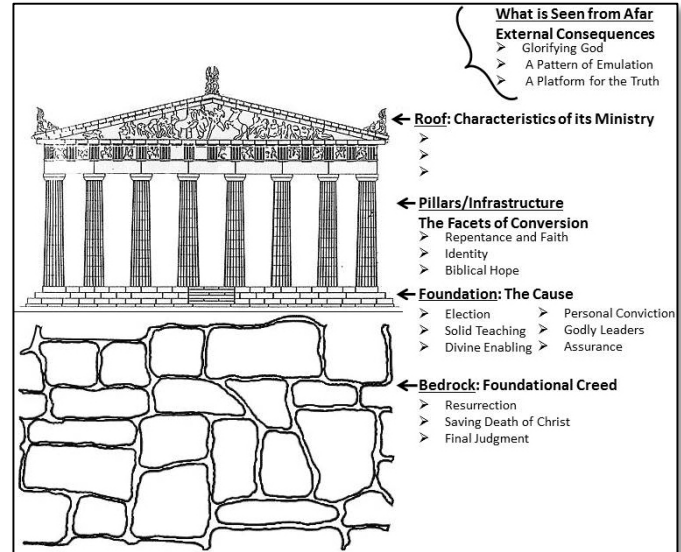 What is Seen from Afar
External Consequences
➢ Glorifying God
➢ A Pattern of Emulation
➢ A Platform for the Truth
Roof: Characteristics of its Ministry
➢
➢
➢
Pillars/Infrastructure
The Facets of Conversion
➢ Repentance and Faith
➢ Identity
➢ Biblical Hope
Foundation: The Cause
➢ Election ➢ Personal Conviction
➢ Solid Teaching ➢ Godly Leaders
➢ Divine Enabling ➢ Assurance
Bedrock: Foundational Creed
➢ Resurrection
➢ Saving Death of Christ
➢ Final Judgment